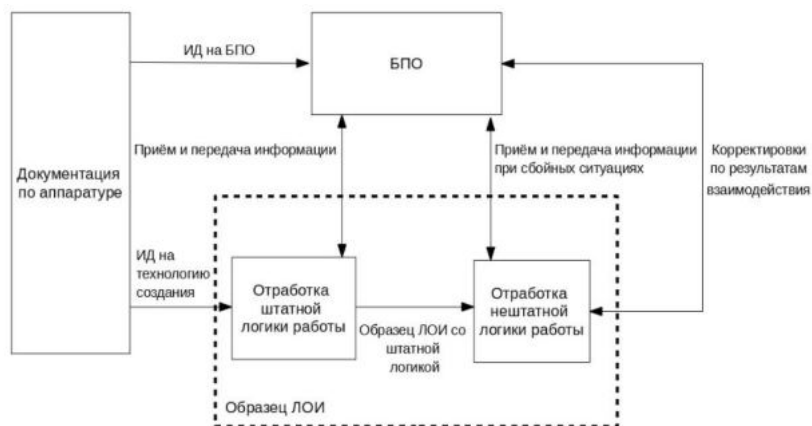 ИД на БПО
БПО
Документация
по аппаратуре
Приём и передача информации
Приём и передача информации
при сбойных ситуациях
Корректировки
по результатам
взаимодействия
ИД на
технологию
создания
Отработка
штатной
логики работы
Образец ЛОИ со
штатной
логикой
Отработка
нештатной
логики работы
Образец ЛОИ